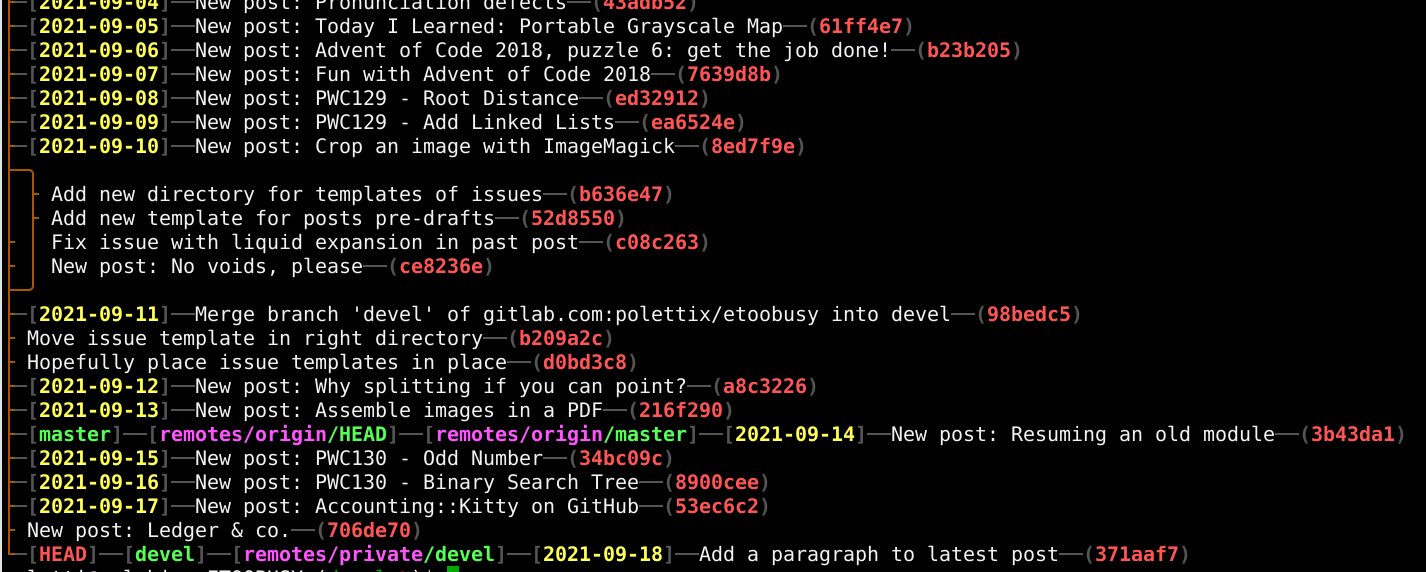 [2021-09-04]—New post: Pronunciation defects—(43adb52)
[2021-09-05]—New post: Today I Learned: Portable Grayscale Map—(61ff4e7)
[2021-09-06]—New post: Advent of Code 2018, puzzle 6: get the job done!—(b23b205)
[2021-09-07]—New post: Fun with Advent of Code 2018—(7639d8b)
[2021-09-08]—New post: PWC129 - Root Distance—(ed32912)
[2021-09-09]—New post: PWC129 - Add Linked Lists—(ea6524e)
[2021-09-10]—New post: Crop an image with ImageMagick—(8ed7f9e)
Add new directory for templates of issues—(b636e47)
Add new template for posts pre-drafts—(52d8550)
Fix issue with liquid expansion in past post—(c08c263)
New post: No voids, please—(ce8236e)
[2021-09-11]—Merge branch 'devel' of gitlab.com:polettix/etoobusy into devel—(98bedc5)
Move issue template in right directory—(b209a2c)
Hopefully place issue templates in place—(d0bd3c8)
[2021-09-12]—New post: Why splitting if you can point?—(a8c3226)
[2021-09-13]—New post: Assemble images in a PDF—(216f290)
[master]—[remotes/origin/HEAD]—[remotes/origin/master]—[2021-09-14]—New post: Resuming an old module—(3b43da1)
[2021-09-15]—New post: PWC130 - Odd Number—(34bc09c)
[2021-09-16]—New post: PWC130 - Binary Search Tree—(8900cee)
[2021-09-17]—New post: Accounting::Kitty on GitHub—(53ec6c2)
New post: Ledger & co.—(706de70)
[HEAD]—[devel]—[remotes/private/devel]—[2021-09-18]—Add a paragraph to latest post—(371aaf7)